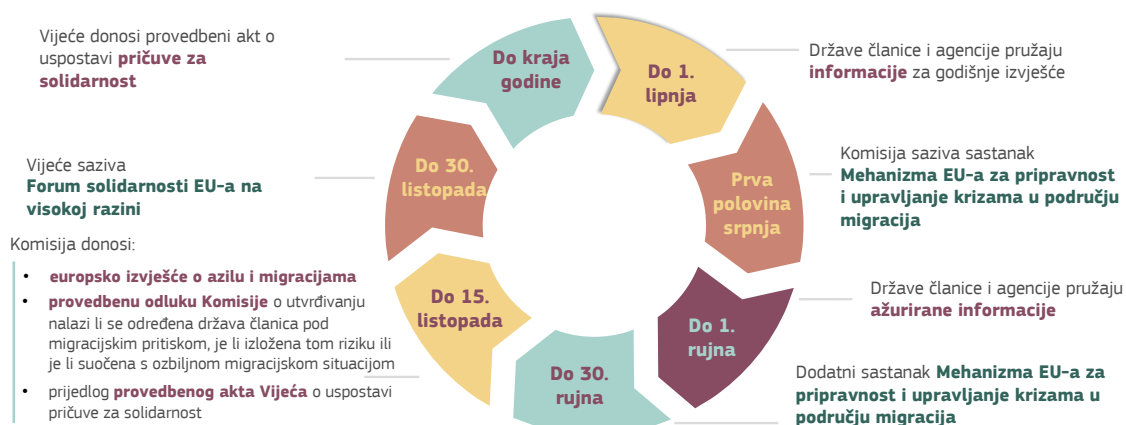 Do 1.
lipnja
Države članice i agencije pružaju
informacije za godišnje izvješće
Prva
polovina
srpnja
Komisija saziva sastanak
Mehanizma EU-a za pripravnost
i upravljanje krizama u području
migracija
Do 1.
rujna
Države članice i agencije pružaju
ažurirane informacije
Do 30.
rujna
Dodatni sastanak Mehanizma EU-a za
pripravnost i upravljanje krizama u
području migracija
Do 15.
listopada
Komisija donosi:
• europsko izvješće o azilu i migracijama
• provedbenu odluku Komisije o utvrđivanju
nalazi li se određena država članica pod
migracijskim pritiskom, je li izložena tom riziku ili
je li suočena s ozbiljnom migracijskom situacijom
• prijedlog provedbenog akta Vijeća o uspostavi
pričuve za solidarnost
Do 30.
listopada
Vijeće saziva
Forum solidarnosti EU-a na
visokoj razini
Do kraja
godine
Vijeće donosi provedbeni akt o
uspostavi pričuve za
solidarnost